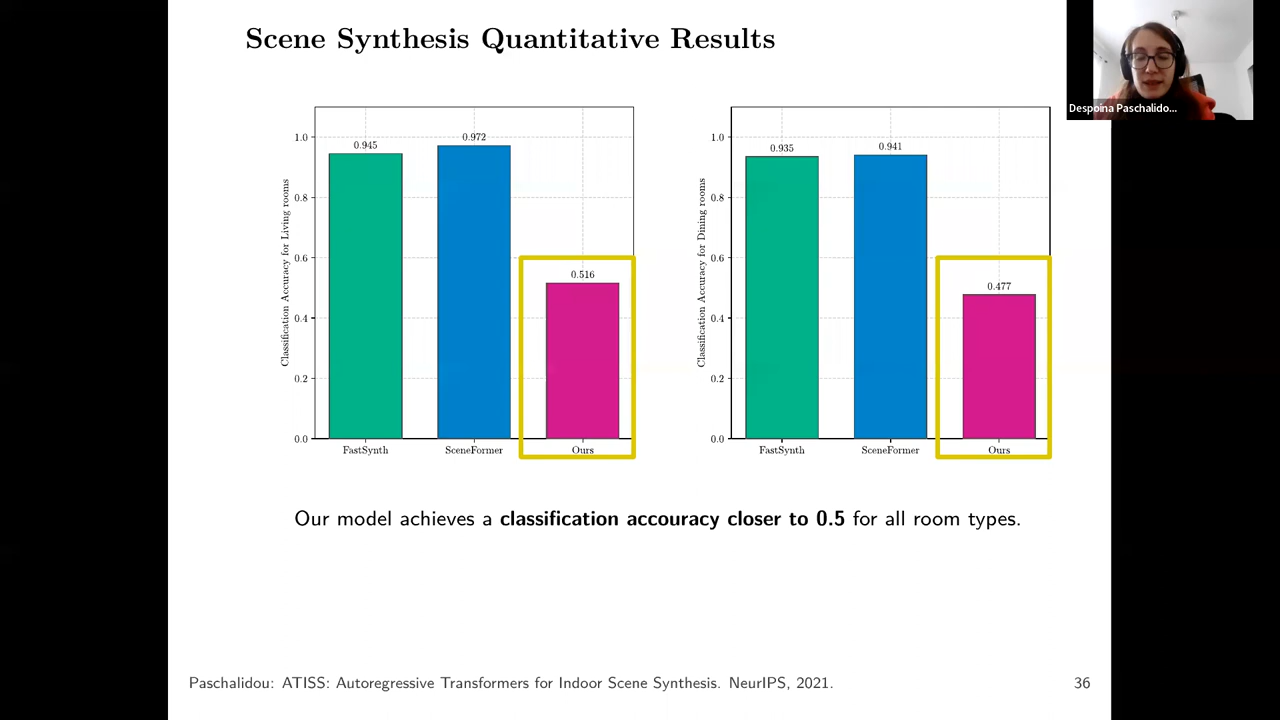 Scene Synthesis Quantitative Results
Despoina Paschalido...
Classification Accuracy for Living rooms
1.0
0.8
0.6
0.4
0.2
0.0
0.945
0.972
0.516
FastSynth
SceneFormer
Ours
Classification Accuracy for Dining rooms
1.0
0.8
0.6
0.4
0.2
0.0
0.935
0.941
0.477
FastSynth
SceneFormer
Ours
Our model achieves a classification accouracy closer to 0.5 for all room types.
Paschalidou: ATISS: Autoregressive Transformers for Indoor Scene Synthesis. NeurIPS, 2021.
36